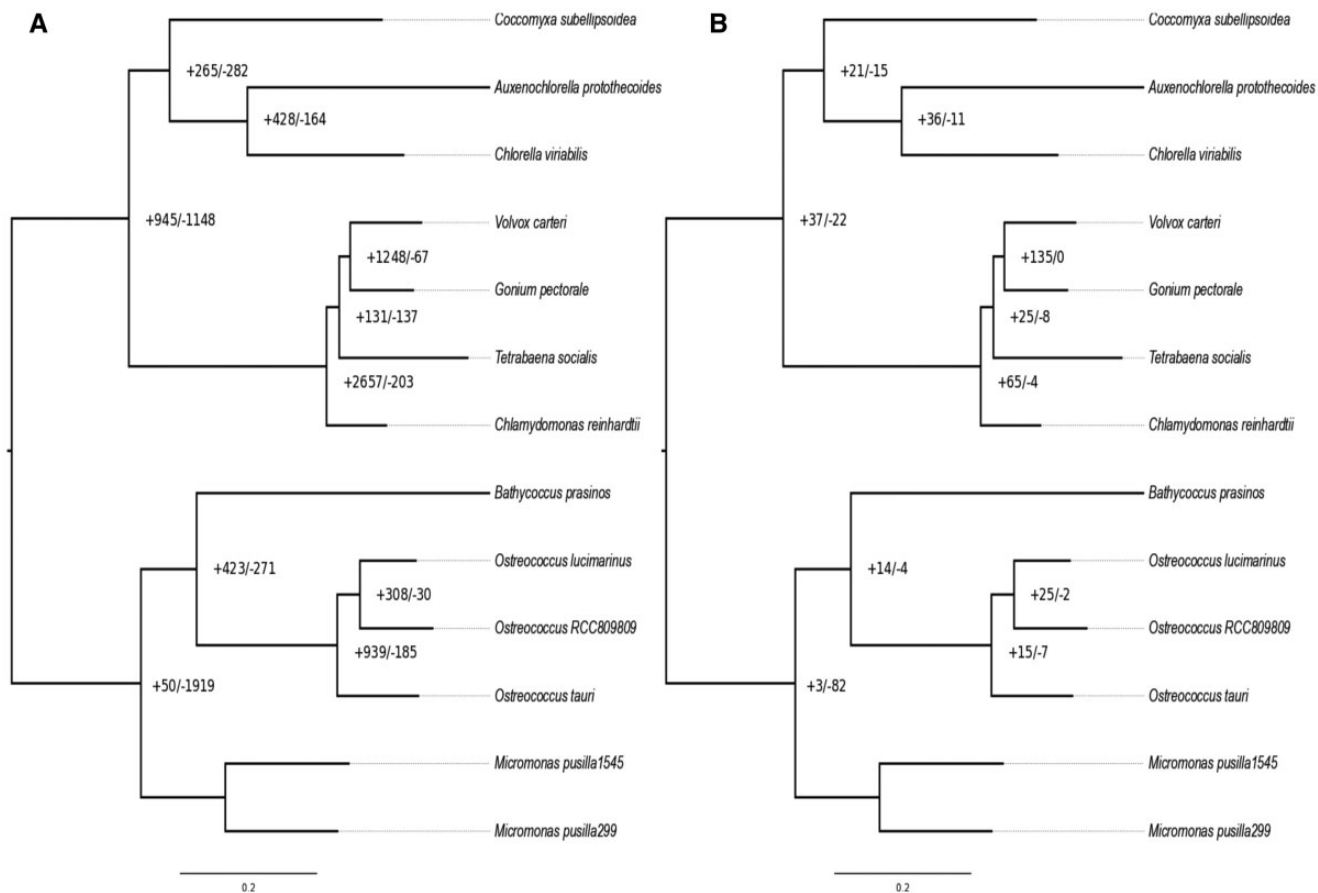 A
Coccomyxa subellipsoidea
+265/-282
Auxenochlorella protothecoides
+428/-164
Chlorella viriabilis
+945/-1148
Volvox carteri
+1248/-67
Gonium pectorale
+131/-137
Tetrabaena socialis
+2657/-203
Chlamydomonas reinhardtii
Bathycoccus prasinos
+423/-271
Ostreococcus lucimarinus
+308/-30
Ostreococcus RCC809809
+939/-185
+50/-1919
Ostreococcus tauri
Micromonas pusilla1545
Micromonas pusilla299
0.2
B
Coccomyxa subellipsoidea
+21/-15
Auxenochlorella protothecoides
+36/-11
Chlorella viriabilis
+37/-22
Volvox carteri
+135/0
Gonium pectorale
+25/-8
Tetrabaena socialis
+65/-4
Chlamydomonas reinhardtii
Bathycoccus prasinos
+14/-4
Ostreococcus lucimarinus
+25/-2
Ostreococcus RCC809809
+15/-7
+3/-82
Ostreococcus tauri
Micromonas pusilla1545
Micromonas pusilla299
0.2